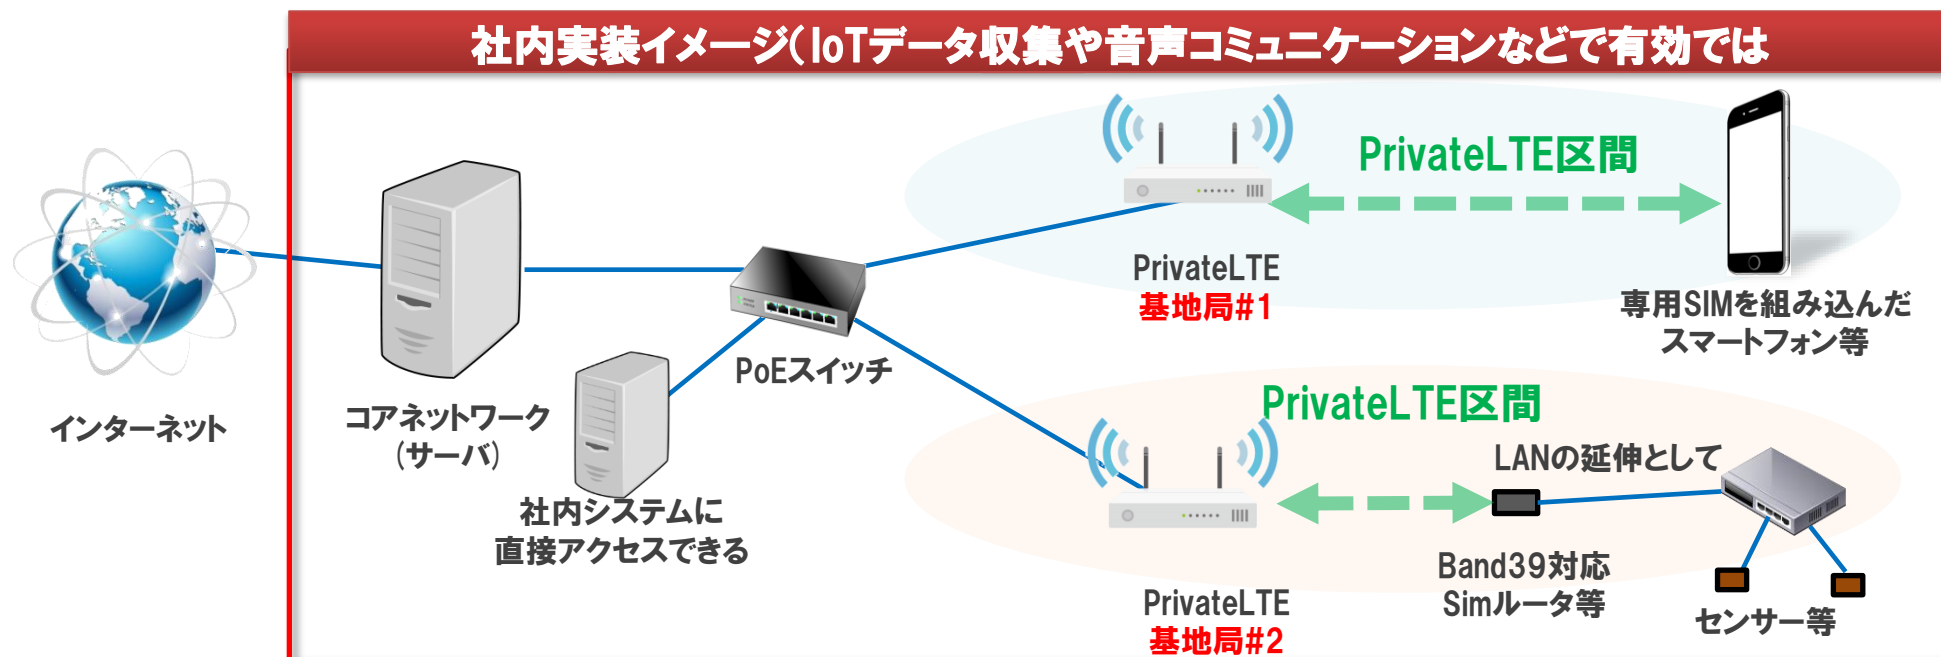 社内実装イメージ(IoTデータ収集や音声コミュニケーションなどで有効では
PrivateLTE区間
PrivateLTE
基地局#1
専用SIMを組み込んだ
スマートフォン等
PoEスイッチ
インターネット
コアネットワーク
(サーバ)
社内システムに
直接アクセスできる
PrivateLTE区間
LANの延伸として
Band39対応
Simルータ等
センサー等
PrivateLTE
基地局#2